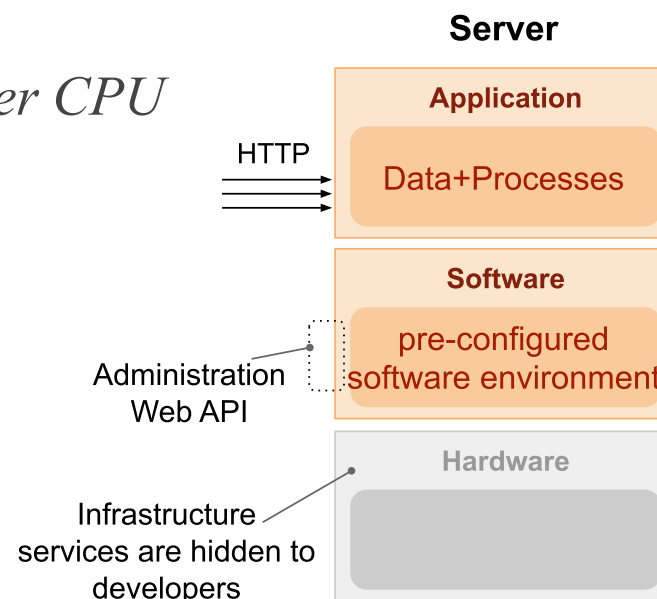 Server
er CPU
Application
HTTP
Data+Processes
Software
pre-configured
software environment
Administration
Web API
Hardware
Infrastructure
services are hidden to
developers